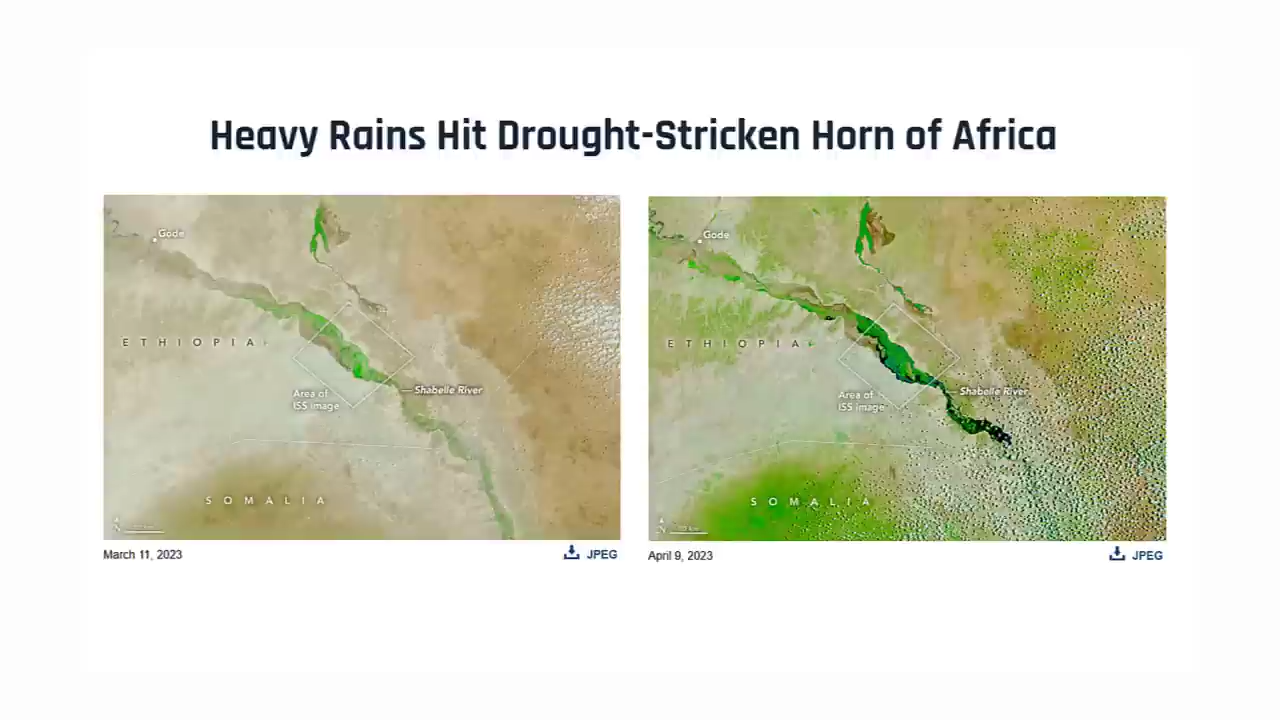 Heavy Rains Hit Drought-Stricken Horn of Africa
Gode
ETHIOPIA
Area of
ISS image
Shabelle River
SOMALIA
N
March 11, 2023
JPEG
Gode
ETHIOPIA
Area of
ISS image
Shabelle River
SOMALIA
N
April 9, 2023
JPEG